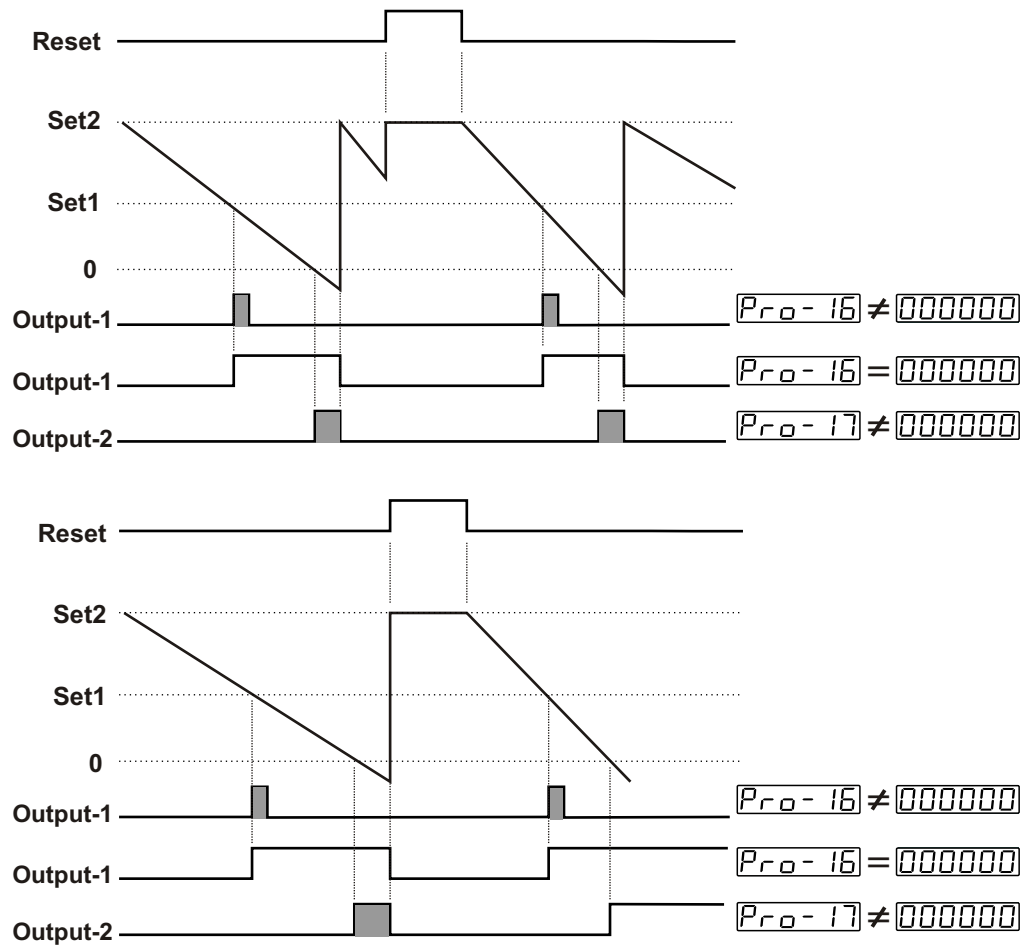 Reset
Set2
Set1
0
Output-1 Pro-16 ≠ 000000
Output-1 Pro-16 = 000000
Output-2 Pro-17 ≠ 000000
Reset
Set2
Set1
0
Output-1 Pro-16 ≠ 000000
Output-1 Pro-16 = 000000
Output-2 Pro-17 ≠ 000000